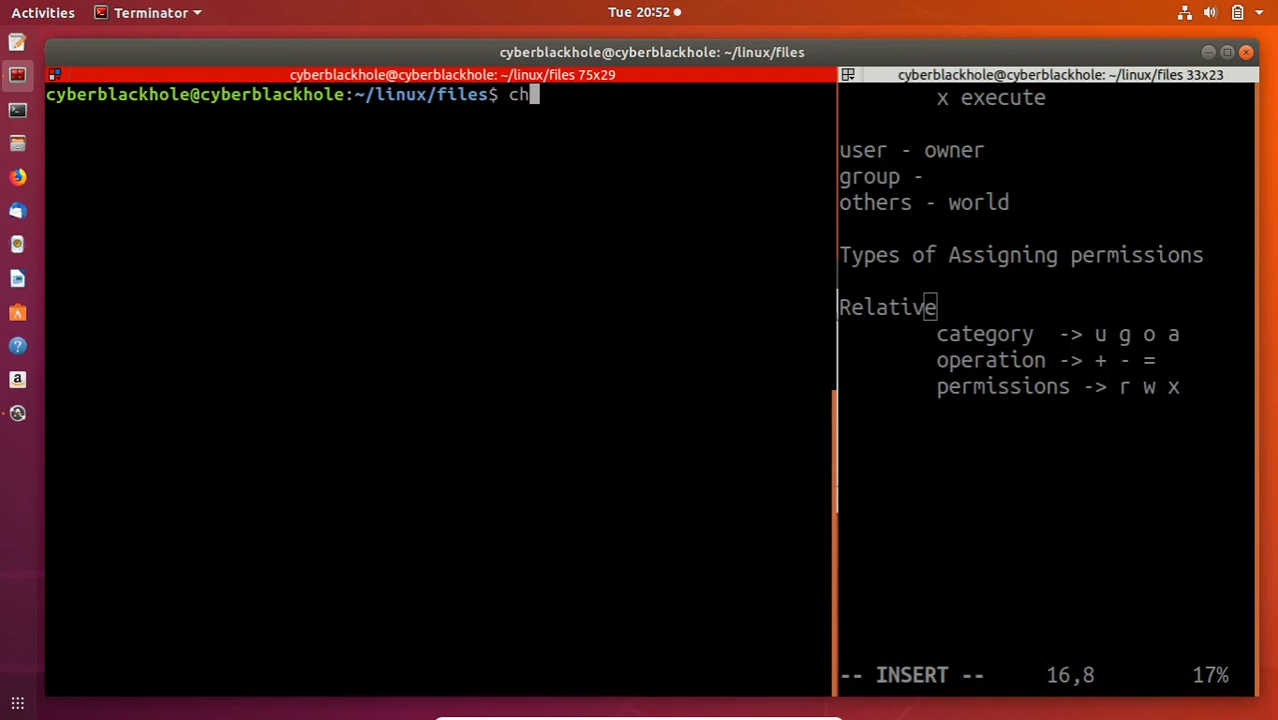 Activities Terminator Tue 20:52
cyberblackhole@cyberblackhole: ~/linux/files
cyberblackhole@cyberblackhole: ~/linux/files 75x29
cyberblackhole@cyberblackhole:~/linux/files$ ch
cyberblackhole@cyberblackhole: ~/linux/files 33x23
x execute
user - owner
group -
others - world
Types of Assigning permissions
Relative
category -> u g o a
operation -> + - =
permissions -> r w x
-- INSERT -- 16,8 17%